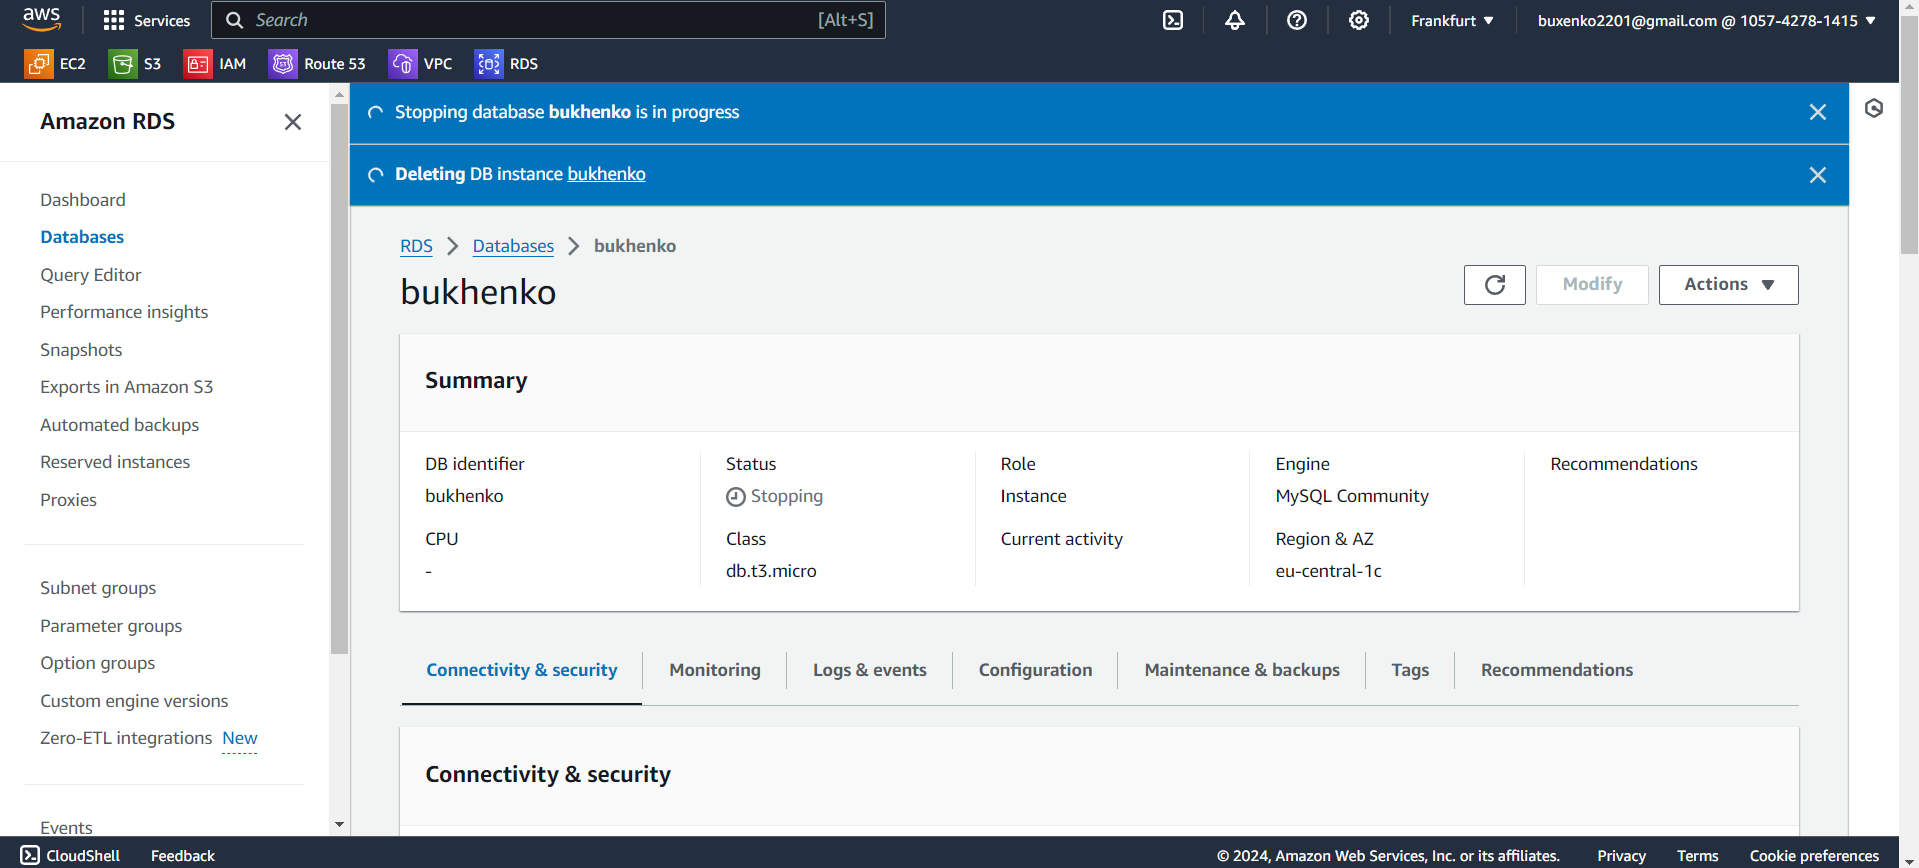 aws
Services
Search
[Alt+S]
Frankfurt ▼
buxenko2201@gmail.com @ 1057-4278-1415 ▼
EC2
S3
IAM
Route 53
VPC
RDS
Amazon RDS
Dashboard
Databases
Query Editor
Performance insights
Snapshots
Exports in Amazon S3
Automated backups
Reserved instances
Proxies
Subnet groups
Parameter groups
Option groups
Custom engine versions
Zero-ETL integrations New
Events
Stopping database bukhenko is in progress
Deleting DB instance bukhenko
RDS > Databases > bukhenko
bukhenko
Modify
Actions ▼
Summary
DB identifier
bukhenko
CPU
-
Status
Stopping
Class
db.t3.micro
Role
Instance
Current activity
Engine
MySQL Community
Region & AZ
eu-central-1c
Recommendations
Connectivity & security
Monitoring
Logs & events
Configuration
Maintenance & backups
Tags
Recommendations
Connectivity & security
CloudShell
Feedback
© 2024, Amazon Web Services, Inc. or its affiliates.
Privacy
Terms
Cookie preferences